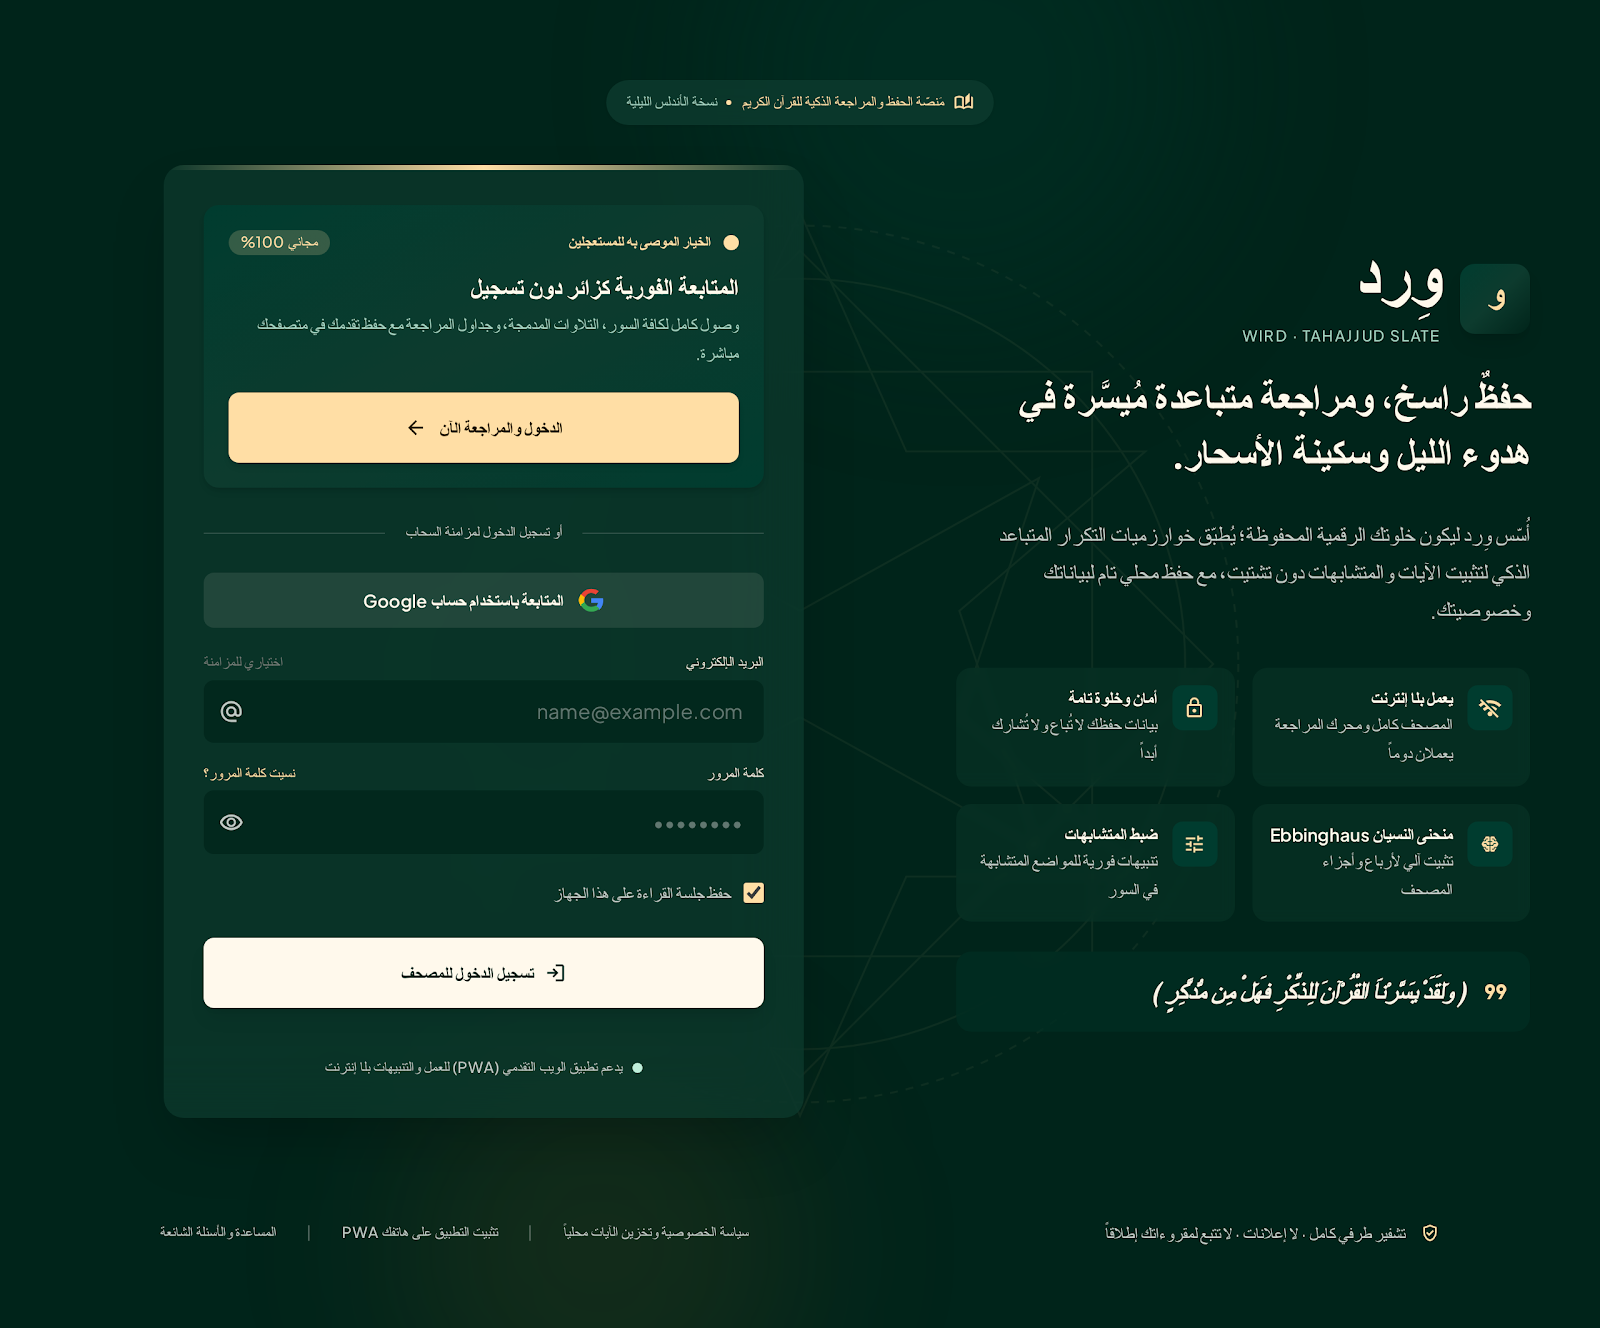 مَنصّة الحفظ والمراجعة الذكية للقرآن الكريم • نسخة الأندلس الليلية
و
وِرد
WIRD · TAHAJJUD SLATE
حفظٌ راسخ، ومراجعة متباعدة مُيسَّرة في
هدوء الليل وسكينة الأسحار.
أُسّس وِرد ليكون خلوتك الرقمية المحفوظة؛ يُطبّق خوارزميات التكرار المتباعد
الذكي لتثبيت الآيات والمتشابهات دون تشتيت، مع حفظ محلي تام لبياناتك
وخصوصيتك.
يعمل بلا إنترنت
المصحف كامل ومحرك المراجعة
يعملان دوماً
أمان وخلوة تامة
بيانات حفظك لا تُباع ولا تُشارك
أبداً
منحنى النسيان Ebbinghaus
تثبيت آلي لأرباع وأجزاء
المصحف
ضبط المتشابهات
تنبيهات فورية للمواضع المتشابهة
في السور
﴿وَلَقَدْ يَسَّرْنَا الْقُرْآنَ لِلذِّكْرِ فَهَلْ مِن مُّدَّكِرٍ﴾
الخيار الموصى به للمستعجلين
مجاني 100%
المتابعة الفورية كزائر دون تسجيل
وصول كامل لكافة السور، التلاوات المدمجة، وجداول المراجعة مع حفظ تقدمك في متصفحك
مباشرة.
الدخول والمراجعة الآن
أو تسجيل الدخول لمزامنة السحاب
المتابعة باستخدام حساب Google
البريد الإلكتروني
اختياري للمزامنة
name@example.com
كلمة المرور
نسيت كلمة المرور؟
••••••••
حفظ جلسة القراءة على هذا الجهاز
تسجيل الدخول للمصحف
يدعم تطبيق الويب التقدمي (PWA) للعمل والتنبيهات بلا إنترنت
تشفير طرفي كامل · لا إعلانات · لا تتبع لمقروءاتك إطلاقاً
سياسة الخصوصية وتخزين الآيات محلياً | تثبيت التطبيق على هاتفك PWA | المساعدة والأسئلة الشائعة